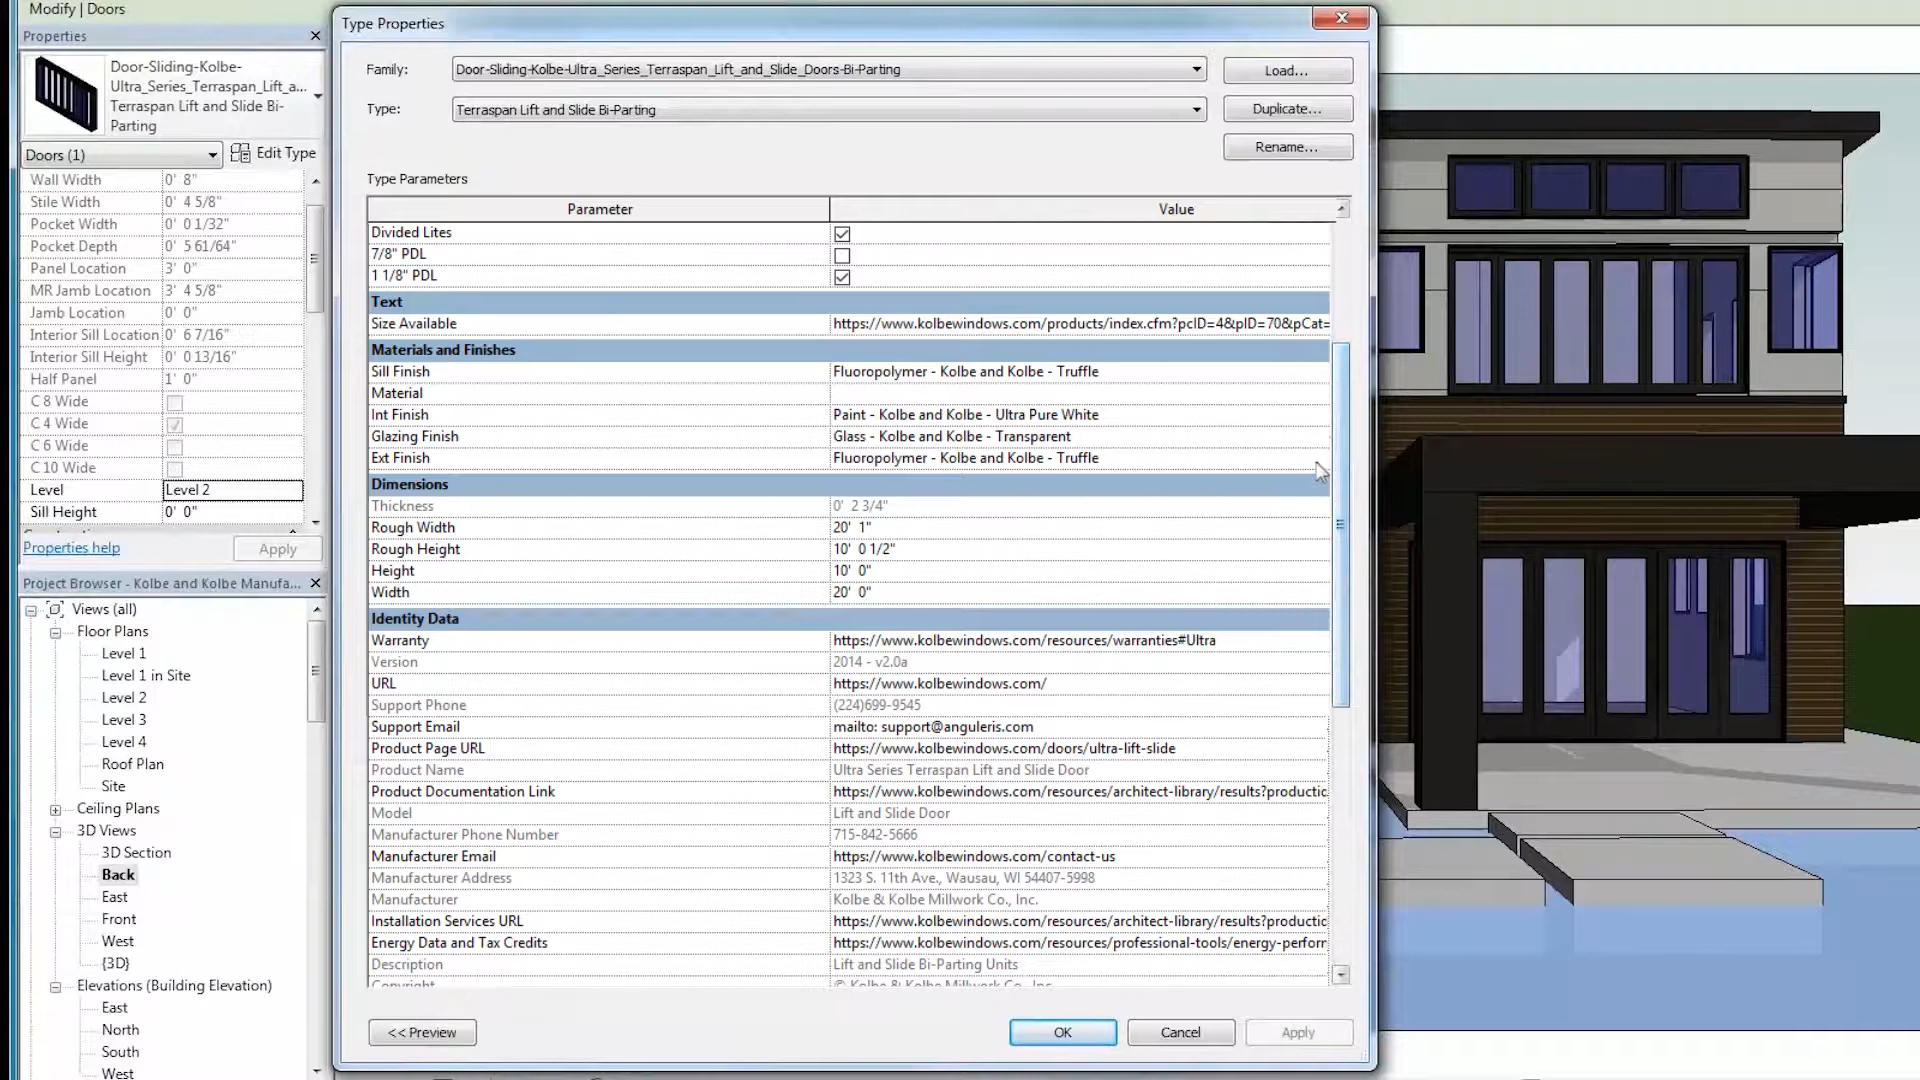 Modify | Doors
Properties
Door-Sliding-Kolbe-
Ultra_Series_Terraspan_Lift_a...
Terraspan Lift and Slide Bi-
Parting
Doors (1)
Edit Type
Wall Width 0' 8"
Stile Width 0' 4 5/8"
Pocket Width 0' 0 1/32"
Pocket Depth 0' 5 61/64"
Panel Location 3' 0"
MR Jamb Location 3' 4 5/8"
Jamb Location 0' 0"
Interior Sill Location 0' 6 7/16"
Interior Sill Height 0' 0 13/16"
Half Panel 1' 0"
C 8 Wide
C 4 Wide
C 6 Wide
C 10 Wide
Level Level 2
Sill Height 0' 0"
Properties help
Apply
Project Browser - Kolbe and Kolbe Manufa...
Views (all)
Floor Plans
Level 1
Level 1 in Site
Level 2
Level 3
Level 4
Roof Plan
Site
Ceiling Plans
3D Views
3D Section
Back
East
Front
West
{3D}
Elevations (Building Elevation)
East
North
South
West
Type Properties
Family: Door-Sliding-Kolbe-Ultra_Series_Terraspan_Lift_and_Slide_Doors-Bi-Parting
Load...
Type: Terraspan Lift and Slide Bi-Parting
Duplicate...
Rename...
Type Parameters
Parameter Value
Divided Lites
7/8" PDL
1 1/8" PDL
Text
Size Available https://www.kolbewindows.com/products/index.cfm?pcID=4&pID=70&pCat=
Materials and Finishes
Sill Finish Fluoropolymer - Kolbe and Kolbe - Truffle
Material
Int Finish Paint - Kolbe and Kolbe - Ultra Pure White
Glazing Finish Glass - Kolbe and Kolbe - Transparent
Ext Finish Fluoropolymer - Kolbe and Kolbe - Truffle
Dimensions
Thickness 0' 2 3/4"
Rough Width 20' 1"
Rough Height 10' 0 1/2"
Height 10' 0"
Width 20' 0"
Identity Data
Warranty https://www.kolbewindows.com/resources/warranties#Ultra
Version 2014 - v2.0a
URL https://www.kolbewindows.com/
Support Phone (224)699-9545
Support Email mailto: support@anguleris.com
Product Page URL https://www.kolbewindows.com/doors/ultra-lift-slide
Product Name Ultra Series Terraspan Lift and Slide Door
Product Documentation Link https://www.kolbewindows.com/resources/architect-library/results?productic
Model Lift and Slide Door
Manufacturer Phone Number 715-842-5666
Manufacturer Email https://www.kolbewindows.com/contact-us
Manufacturer Address 1323 S. 11th Ave., Wausau, WI 54407-5998
Manufacturer Kolbe & Kolbe Millwork Co., Inc.
Installation Services URL https://www.kolbewindows.com/resources/architect-library/results?productic
Energy Data and Tax Credits https://www.kolbewindows.com/resources/professional-tools/energy-perforr
Description Lift and Slide Bi-Parting Units
Copyright © Kolbe & Kolbe Millwork Co., Inc.
<< Preview
OK
Cancel
Apply